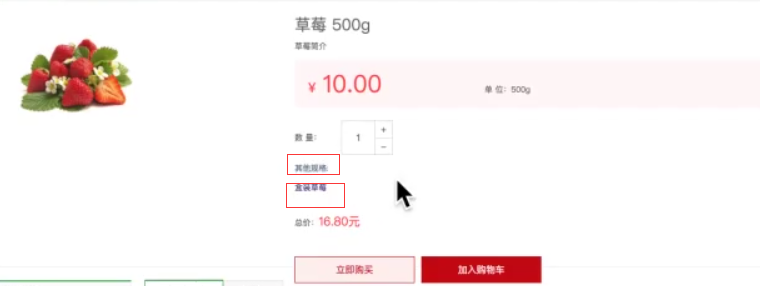 草莓 500g
草莓简介
¥ 10.00 单 位: 500g
数 量: 1 +
−
其他规格:
盒装草莓
总价: 16.80元
立即购买 加入购物车